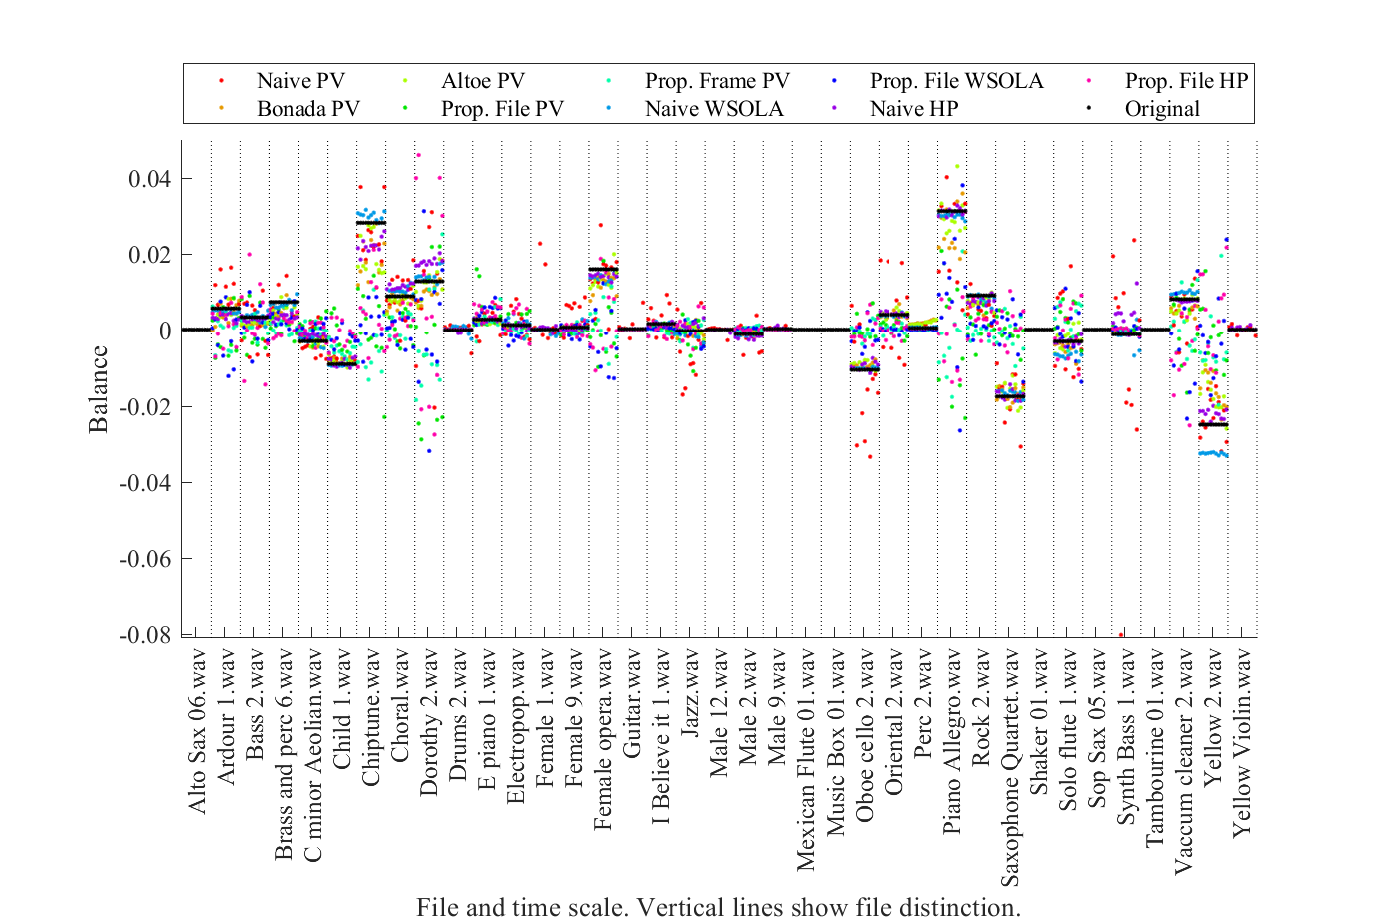 Naive PV Altoe PV Prop. Frame PV Prop. File WSOLA Prop. File HP
Bonada PV Prop. File PV Naive WSOLA Naive HP Original
0.04
0.02
0
-0.02
-0.04
-0.06
-0.08
Balance
Alto Sax 06.wav
Ardour 1.wav
Bass 2.wav
Brass and perc 6.wav
C minor Aeolian.wav
Child 1.wav
Chiptune.wav
Choral.wav
Dorothy 2.wav
Drums 2.wav
E piano 1.wav
Electropop.wav
Female 1.wav
Female 9.wav
Female opera.wav
Guitar.wav
I Believe it 1.wav
Jazz.wav
Male 12.wav
Male 2.wav
Male 9.wav
Mexican Flute 01.wav
Music Box 01.wav
Oboe cello 2.wav
Oriental 2.wav
Perc 2.wav
Piano Allegro.wav
Rock 2.wav
Saxophone Quartet.wav
Shaker 01.wav
Solo flute 1.wav
Sop Sax 05.wav
Synth Bass 1.wav
Tambourine 01.wav
Vaccum cleaner 2.wav
Yellow 2.wav
Yellow Violin.wav
File and time scale. Vertical lines show file distinction.